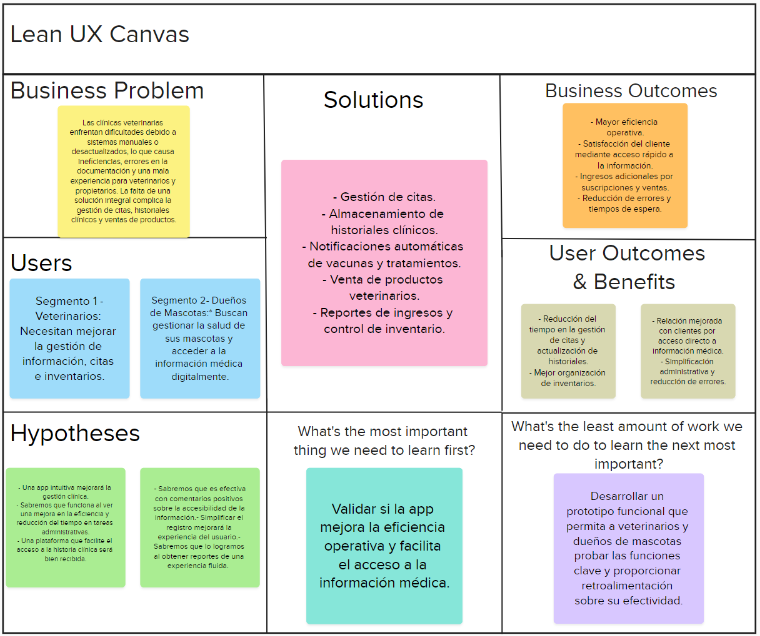 Lean UX Canvas
Business Problem
Las clínicas veterinarias
enfrentan dificultades debido a
sistemas manuales o
desactualizados, lo que causa
ineficiencias, errores en la
documentación y una mala
experiencia para veterinarios y
propietarios. La falta de una
solución integral complica la
gestión de citas, historiales
clínicos y ventas de productos.
Solutions
- Gestión de citas.
- Almacenamiento de
historiales clínicos.
- Notificaciones automáticas
de vacunas y tratamientos.
- Venta de productos
veterinarios.
- Reportes de ingresos y
control de inventario.
Business Outcomes
- Mayor eficiencia
operativa.
- Satisfacción del cliente
mediante acceso rápido a
la información.
- Ingresos adicionales por
suscripciones y ventas.
- Reducción de errores y
tiempos de espera.
Users
Segmento 1 -
Veterinarios:
Necesitan mejorar
la gestión de
información, citas
e inventarios.
Segmento 2- Dueños
de Mascotas:* Buscan
gestionar la salud de
sus mascotas y
acceder a la
información médica
digitalmente.
User Outcomes
& Benefits
- Reducción del
tiempo en la gestión
de citas y
actualización de
historiales.
- Mejor organización
de inventarios.
- Relación mejorada
con clientes por
acceso directo a
información médica.
- Simplificación
administrativa y
reducción de errores.
Hypotheses
- Una app intuitiva mejorará la
gestión clínica.
- Sabremos que funciona al ver
una mejora en la eficiencia y
reducción del tiempo en tareas
administrativas.
- Una plataforma que facilite el
acceso a la historia clínica será
bien recibida.
- Sabremos que es efectiva
con comentarios positivos
sobre la accesibilidad de la
información.- Simplificar el
registro mejorará la
experiencia del usuario.-
Sabremos que lo logramos
al obtener reportes de una
experiencia fluida.
What's the most important
thing we need to learn first?
Validar si la app
mejora la eficiencia
operativa y facilita
el acceso a la
información médica.
What's the least amount of work we
need to do to learn the next most
important?
Desarrollar un
prototipo funcional que
permita a veterinarios y
dueños de mascotas
probar las funciones
clave y proporcionar
retroalimentación
sobre su efectividad.